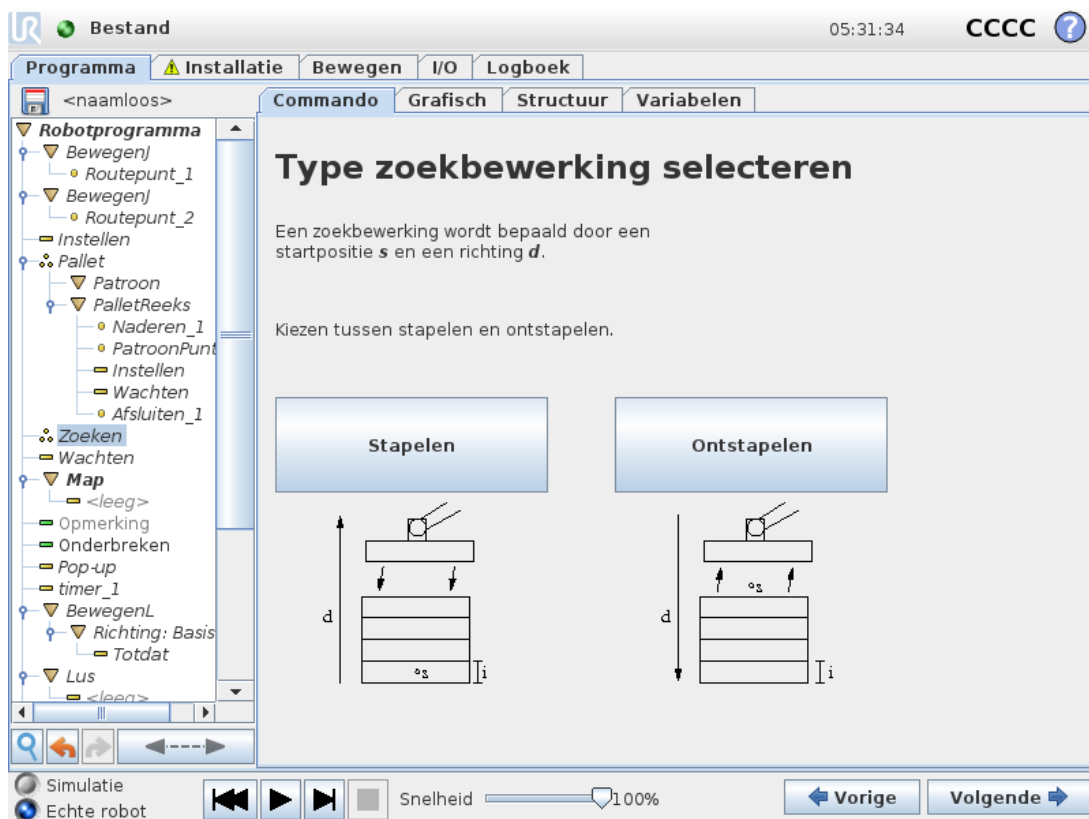 UR Bestand 05:31:34 CCCC ?
Programma Installatie Bewegen I/O Logboek
<naamloos>
Commando Grafisch Structuur Variabelen
Robotprogramma
BewegenJ
Routepunt_1
BewegenJ
Routepunt_2
Instellen
Pallet
Patroon
PalletReeks
Naderen_1
PatroonPunt
Instellen
Wachten
Afsluiten_1
Zoeken
Wachten
Map
<leeg>
Opmerking
Onderbreken
Pop-up
timer_1
BewegenL
Richting: Basis
Totdat
Lus
<leeg>
Type zoekbewerking selecteren
Een zoekbewerking wordt bepaald door een
startpositie s en een richting d.
Kiezen tussen stapelen en ontstapelen.
Stapelen
Ontstapelen
d
s
i
d
s
i
Simulatie
Echte robot
Snelheid 100%
Vorige
Volgende